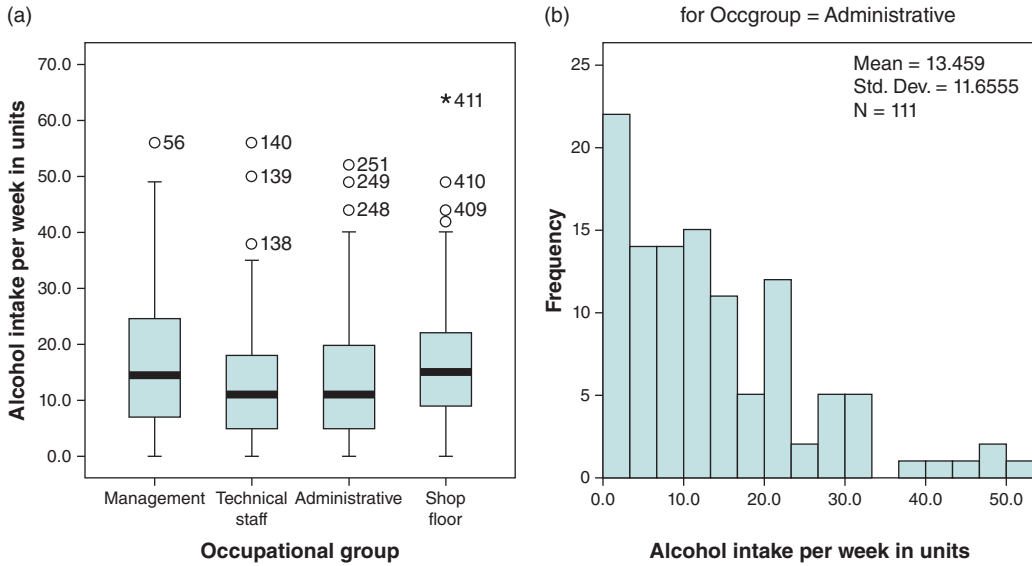 (a)
Alcohol intake per week in units
70.0
60.0
50.0
40.0
30.0
20.0
10.0
0.0
56
140
139
138
251
249
248
*411
410
409
Management
Technical
staff
Administrative
Shop
floor
Occupational group
(b)
for Occgroup = Administrative
Mean = 13.459
Std. Dev. = 11.6555
N = 111
Frequency
25
20
15
10
5
0
0.0
10.0
20.0
30.0
40.0
50.0
Alcohol intake per week in units